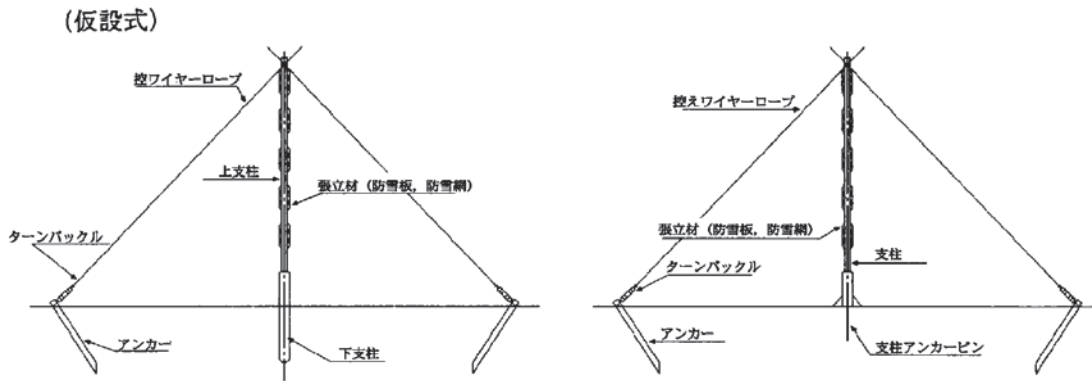 (仮設式)
控ワイヤーロープ
上支柱
張立材（防雪板，防雪網）
ターンバックル
アンカー
下支柱
控えワイヤーロープ
張立材（防雪板，防雪網）
ターンバックル
支柱
アンカー
支柱アンカーピン